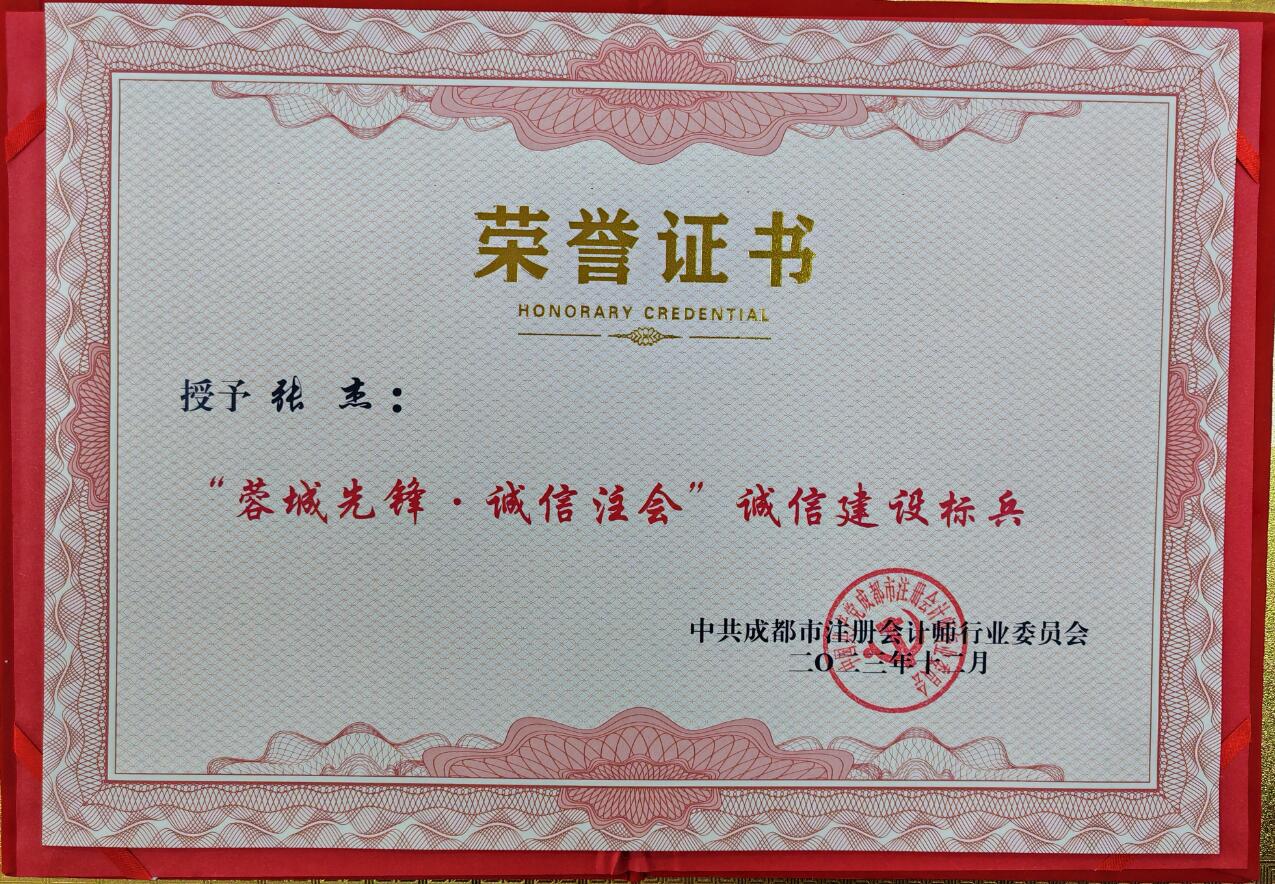 荣誉证书
HONORARY CREDENTIAL
授予 张 杰：
“蓉城先锋·诚信注会”诚信建设标兵
中共成都市注册会计师行业委员会
二〇二三年十二月